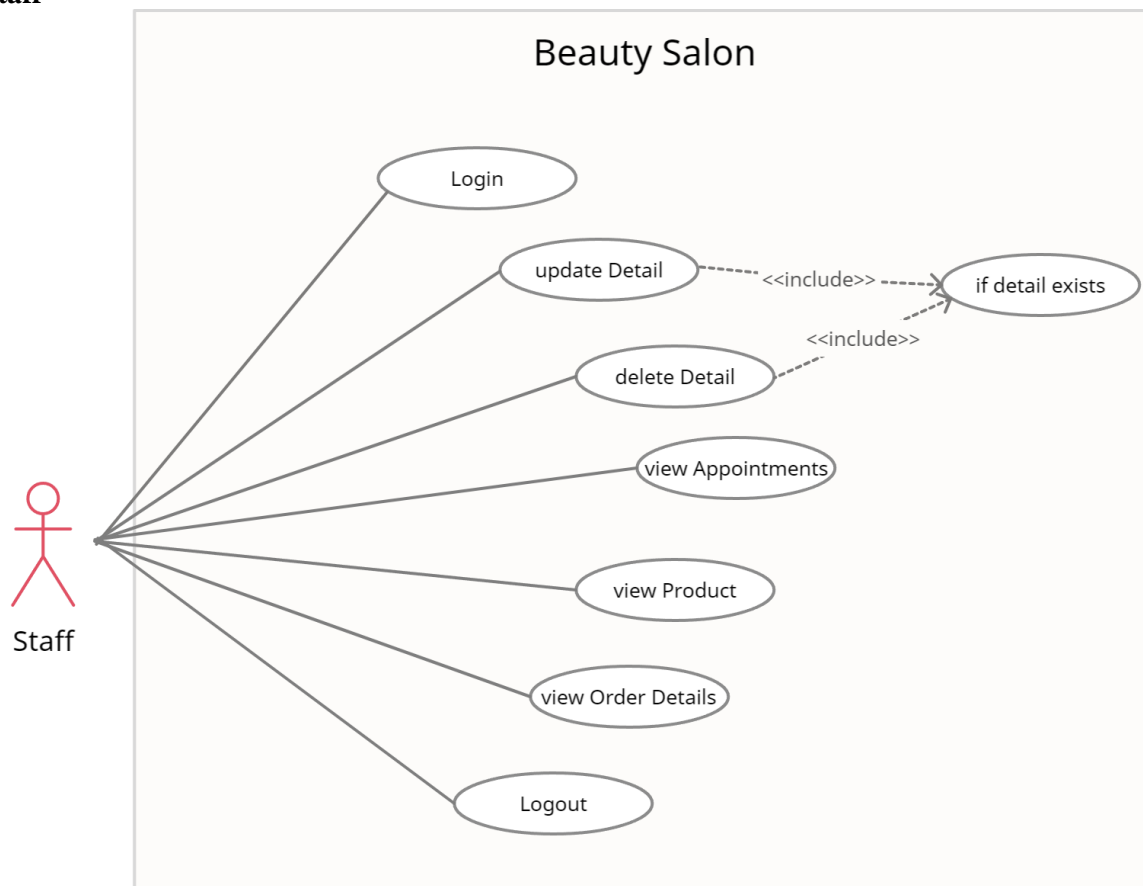 Beauty Salon
Login
update Detail
<<include>>
if detail exists
<<include>>
delete Detail
view Appointments
view Product
Staff
view Order Details
Logout